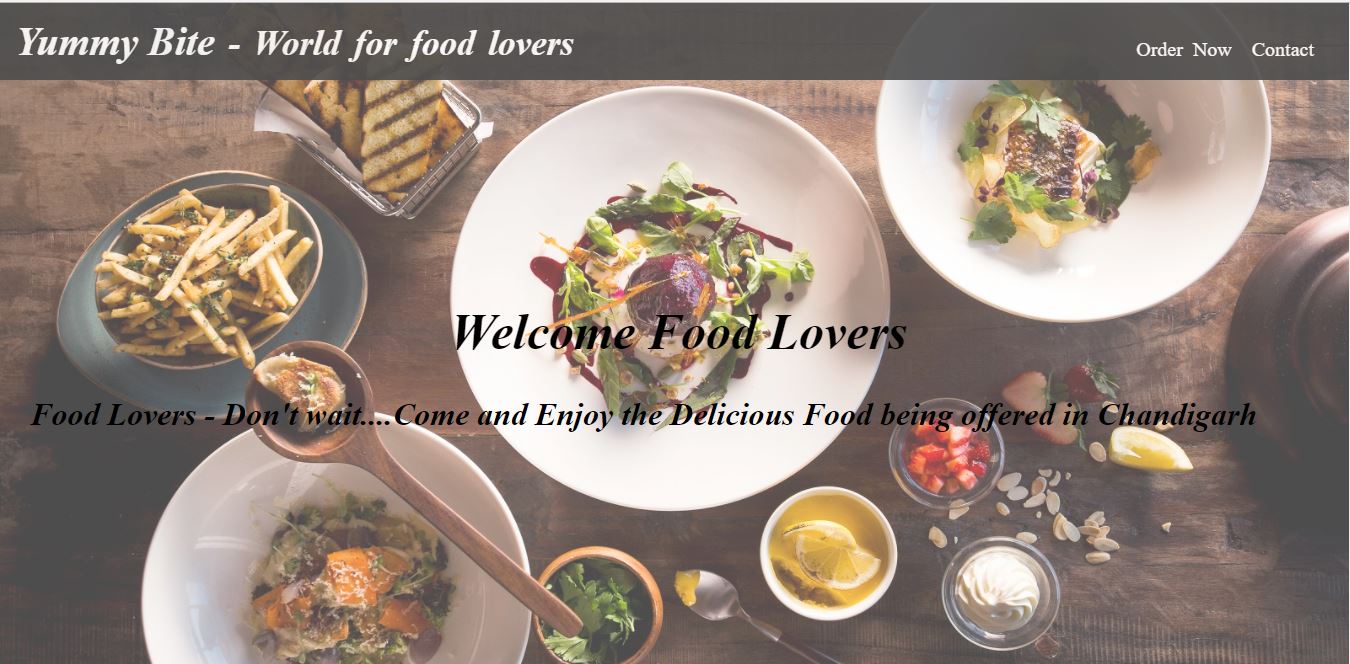 Yummy Bite - World for food lovers
Order Now Contact
Welcome Food Lovers
Food Lovers - Don't wait....Come and Enjoy the Delicious Food being offered in Chandigarh